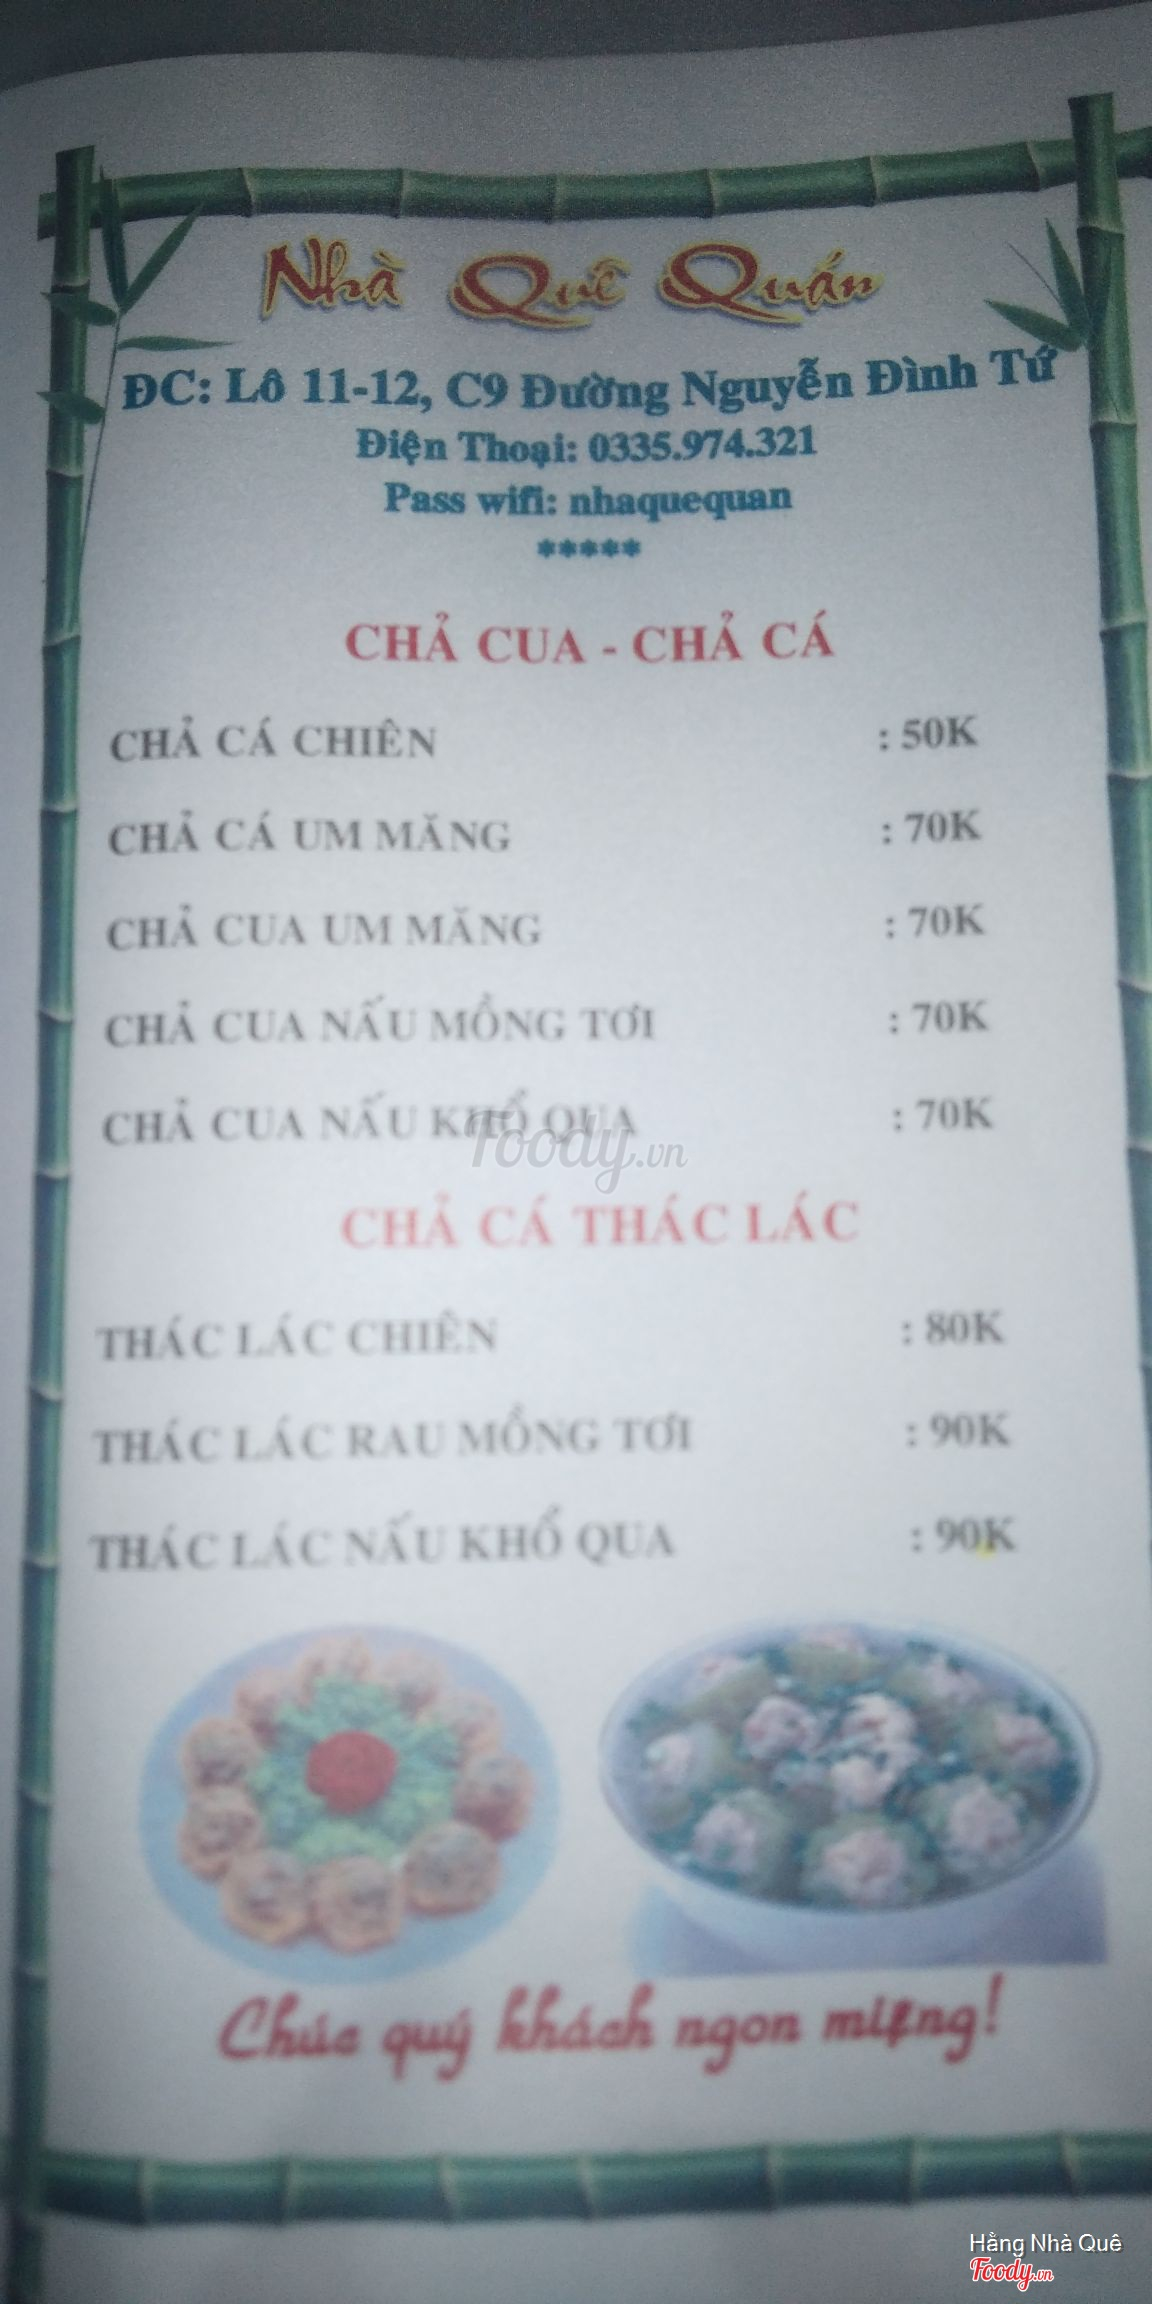 Nhà Quê Quán
ĐC: Lô 11-12, C9 Đường Nguyễn Đình Tứ
Điện Thoại: 0335.974.321
Pass wifi: nhaquequan
*****
CHẢ CUA - CHẢ CÁ
CHẢ CÁ CHIÊN : 50K
CHẢ CÁ UM MĂNG : 70K
CHẢ CUA UM MĂNG : 70K
CHẢ CUA NẤU MỒNG TƠI : 70K
CHẢ CUA NẤU KHỔ QUA : 70K
Foody.vn
CHẢ CÁ THÁC LÁC
THÁC LÁC CHIÊN : 80K
THÁC LÁC RAU MỒNG TƠI : 90K
THÁC LÁC NẤU KHỔ QUA : 90K
Chúc quý khách ngon miệng!
Hằng Nhà Quê
Foody.vn